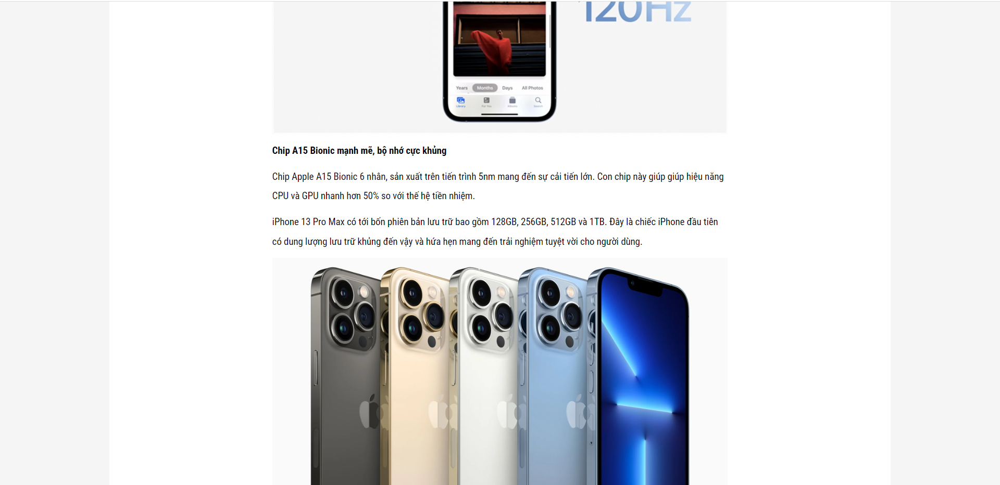 120Hz
Years Months Days All Photos
Library For You Albums Search
Chip A15 Bionic mạnh mẽ, bộ nhớ cực khủng
Chip Apple A15 Bionic 6 nhân, sản xuất trên tiến trình 5nm mang đến sự cải tiến lớn. Con chip này giúp giúp hiệu năng
CPU và GPU nhanh hơn 50% so với thế hệ tiền nhiệm.
iPhone 13 Pro Max có tới bốn phiên bản lưu trữ bao gồm 128GB, 256GB, 512GB và 1TB. Đây là chiếc iPhone đầu tiên
có dung lượng lưu trữ khủng đến vậy và hứa hẹn mang đến trải nghiệm tuyệt vời cho người dùng.